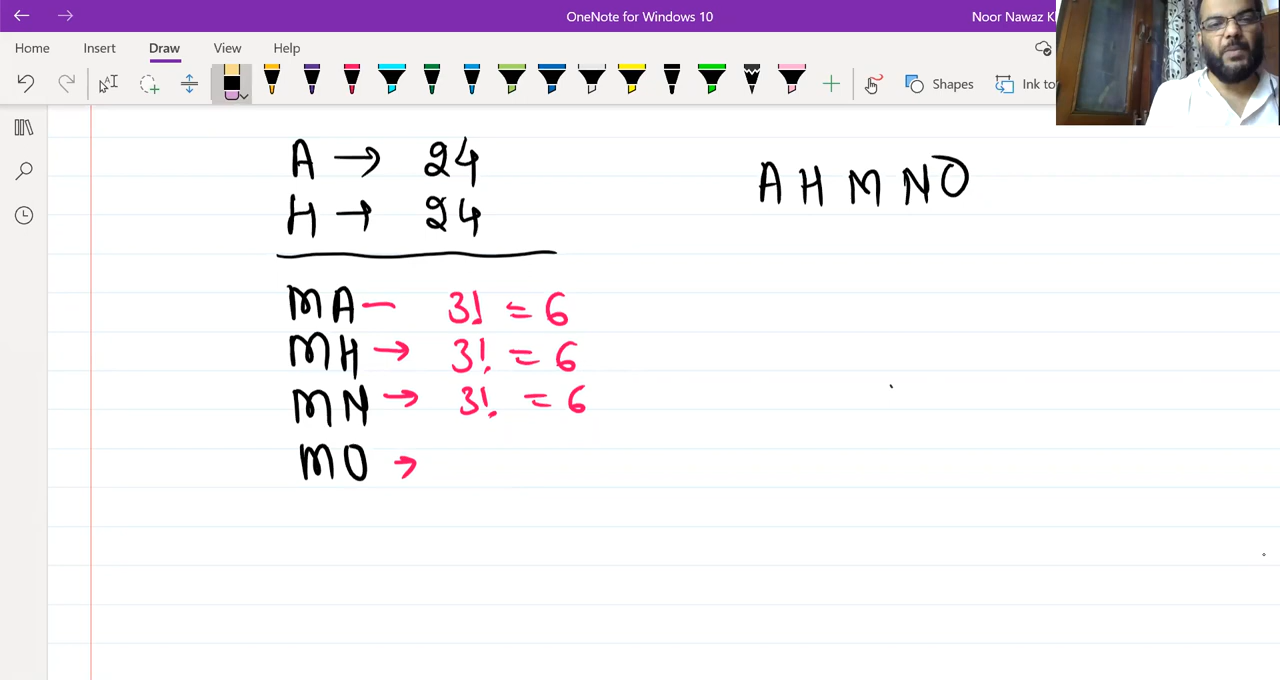 OneNote for Windows 10
Noor Nawaz K
Home Insert Draw View Help
Shapes
Ink to
A → 24
H → 24
A H M N O
MA — 3! = 6
MH → 3! = 6
MN → 3! = 6
MO →